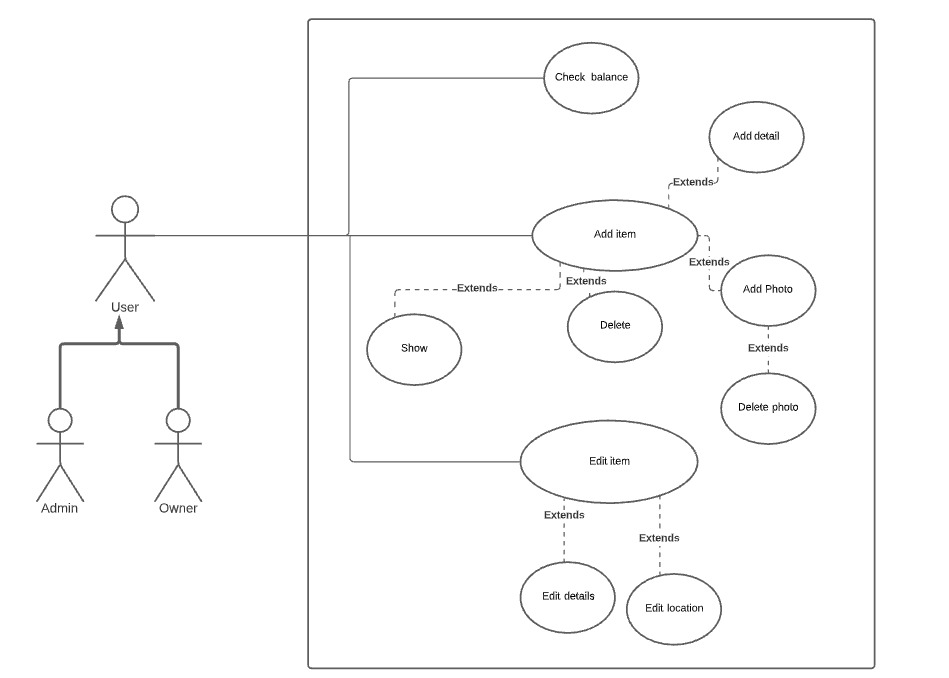 Check balance
Add detail
Extends
Add item
Extends
Extends
Extends
Add Photo
User
Delete
Show
Extends
Delete photo
Edit item
Admin
Owner
Extends
Extends
Edit details
Edit location